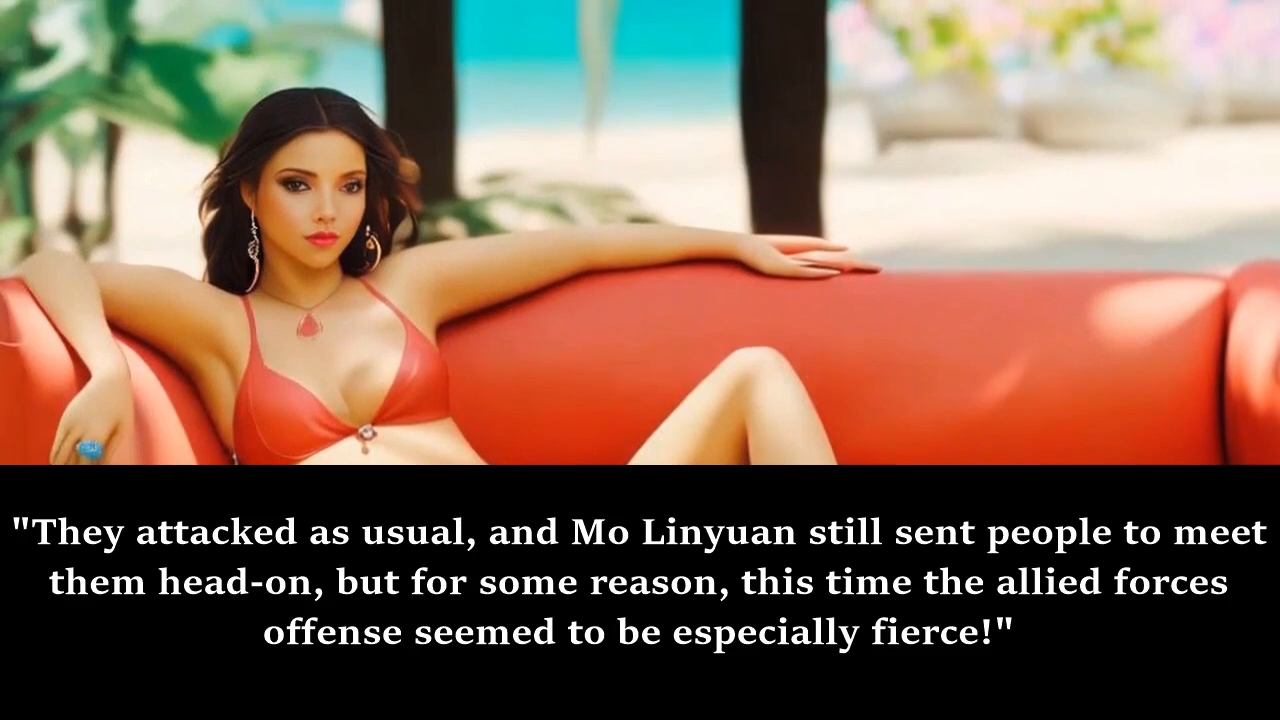 "They attacked as usual, and Mo Linyuan still sent people to meet
them head-on, but for some reason, this time the allied forces
offense seemed to be especially fierce!"